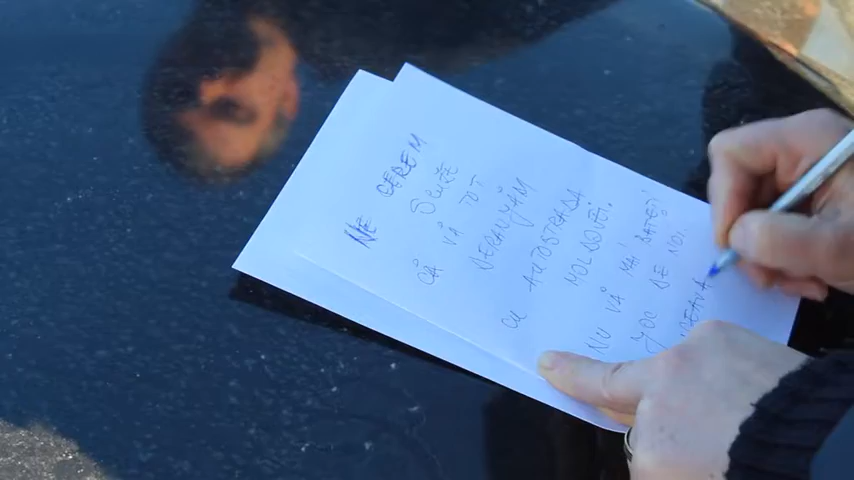 NE CEREM
SCUZE
CĂ VĂ TOT
DERANJĂM
CU AUTOSTRADA
MOLDOVEI.
NU VĂ MAI BATEȚI
JOC DE NOI.